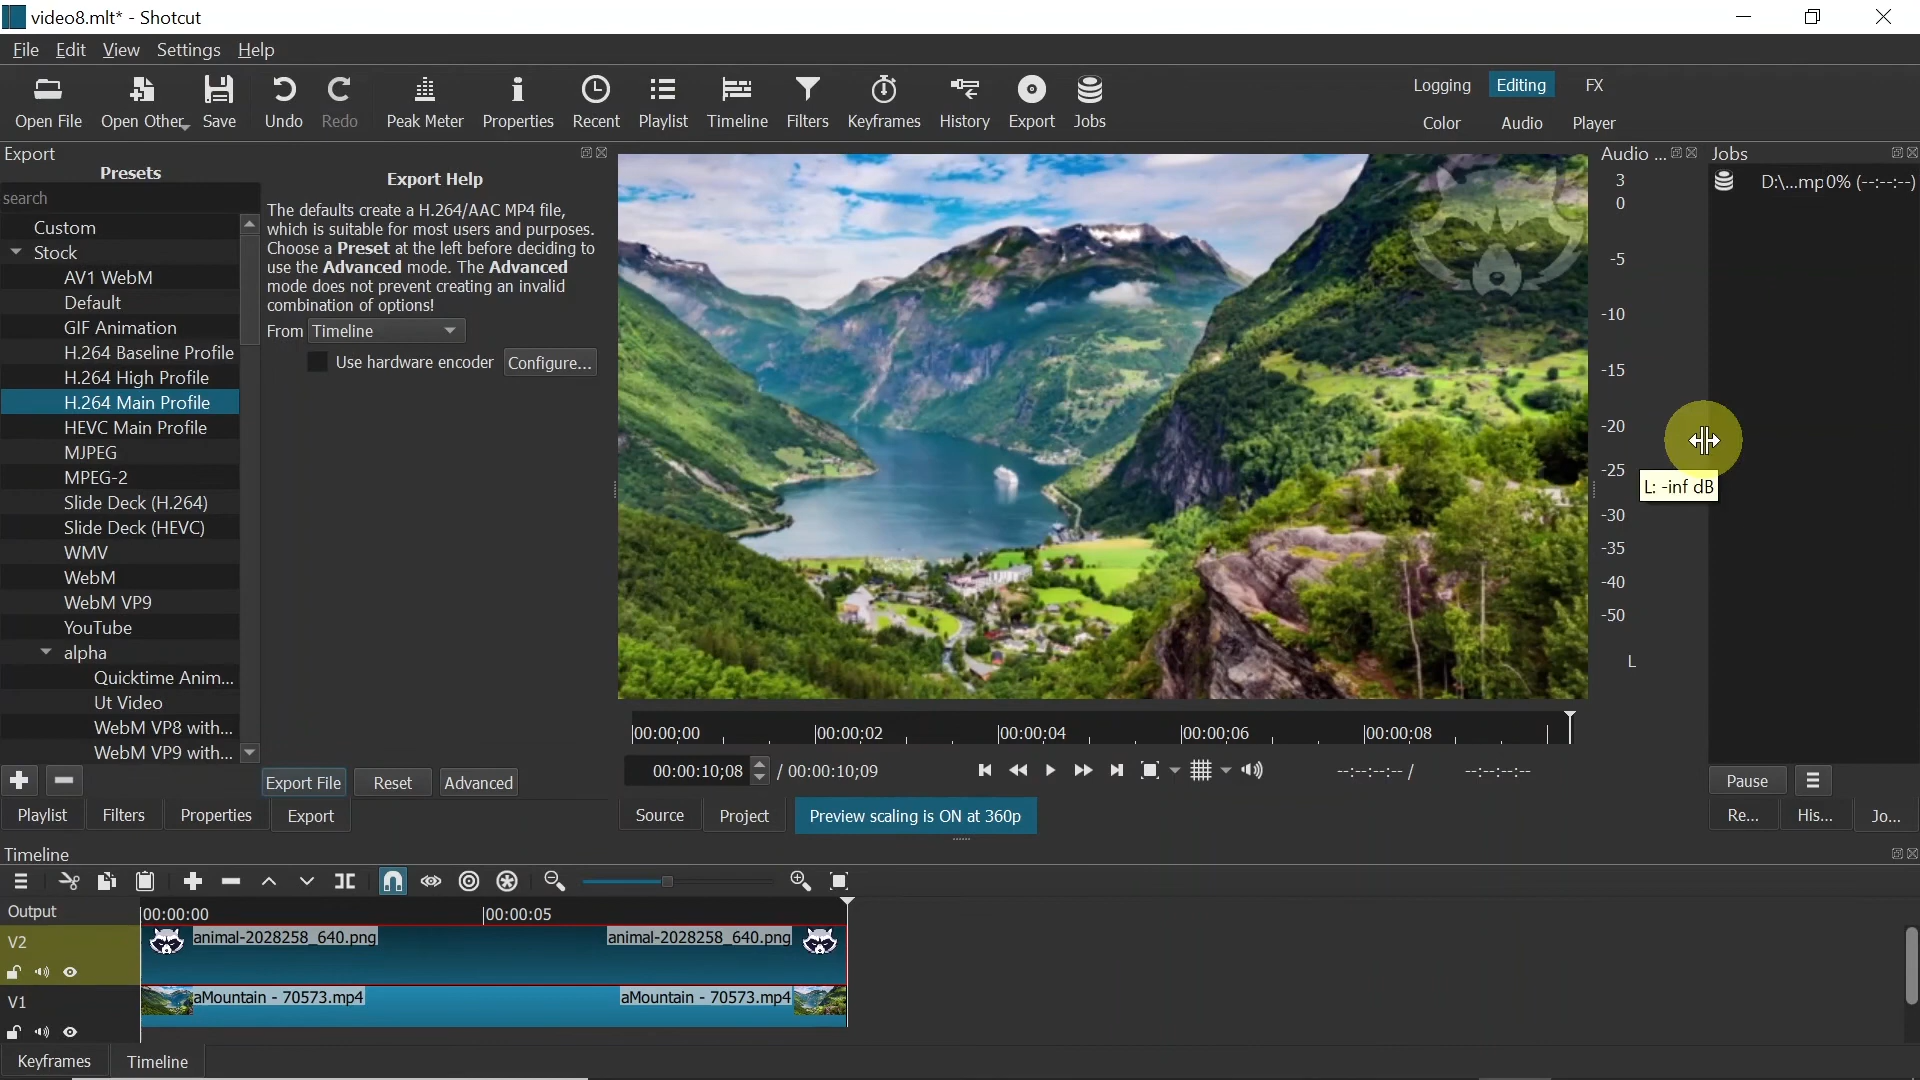 video8.mlt* - Shotcut
File Edit View Settings Help
Open File Open Other Save Undo Redo Peak Meter Properties Recent Playlist Timeline Filters Keyframes History Export Jobs
Logging Editing FX
Color Audio Player
Export
Presets
search
Custom
Stock
AV1 WebM
Default
GIF Animation
H.264 Baseline Profile
H.264 High Profile
H.264 Main Profile
HEVC Main Profile
MJPEG
MPEG-2
Slide Deck (H.264)
Slide Deck (HEVC)
WMV
WebM
WebM VP9
YouTube
alpha
Quicktime Anim...
Ut Video
WebM VP8 with...
WebM VP9 with...
Export Help
The defaults create a H.264/AAC MP4 file,
which is suitable for most users and purposes.
Choose a Preset at the left before deciding to
use the Advanced mode. The Advanced
mode does not prevent creating an invalid
combination of options!
From Timeline
Use hardware encoder Configure...
Export File Reset Advanced
Playlist Filters Properties Export
00:00:00 00:00:02 00:00:04 00:00:06 00:00:08
00:00:10;08 / 00:00:10;09 --:--:--:-- / --:--:--:--
Source Project Preview scaling is ON at 360p
Audio ...
3
0
-5
-10
-15
-20
-25
-30
-35
-40
-50
L
L: -inf dB
Jobs
D:\...mp 0% (--:--:--)
Pause
Re... His... Jo...
Timeline
Output
00:00:00 00:00:05
V2
animal-2028258_640.png animal-2028258_640.png
V1
aMountain - 70573.mp4 aMountain - 70573.mp4
Keyframes Timeline